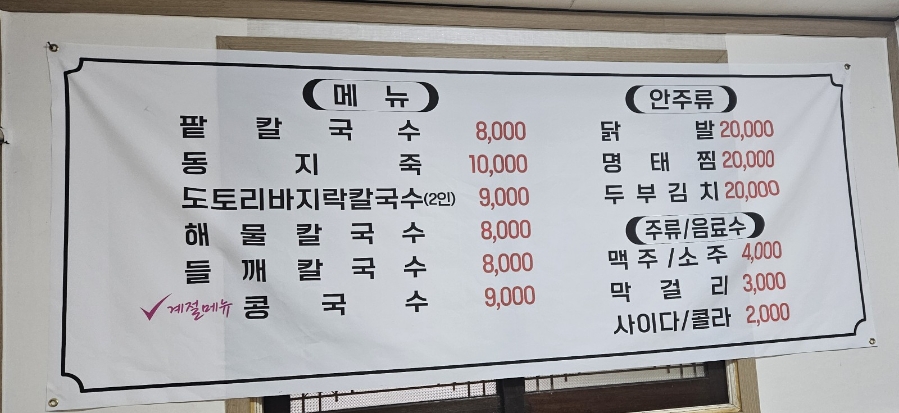 메 뉴
팥 칼 국 수 8,000
동 지 죽 10,000
도토리바지락칼국수(2인) 9,000
해 물 칼 국 수 8,000
들 깨 칼 국 수 8,000
✓계절메뉴 콩 국 수 9,000
안주류
닭 발 20,000
명 태 찜 20,000
두 부 김 치 20,000
주류/음료수
맥 주 / 소 주 4,000
막 걸 리 3,000
사이다/콜라 2,000